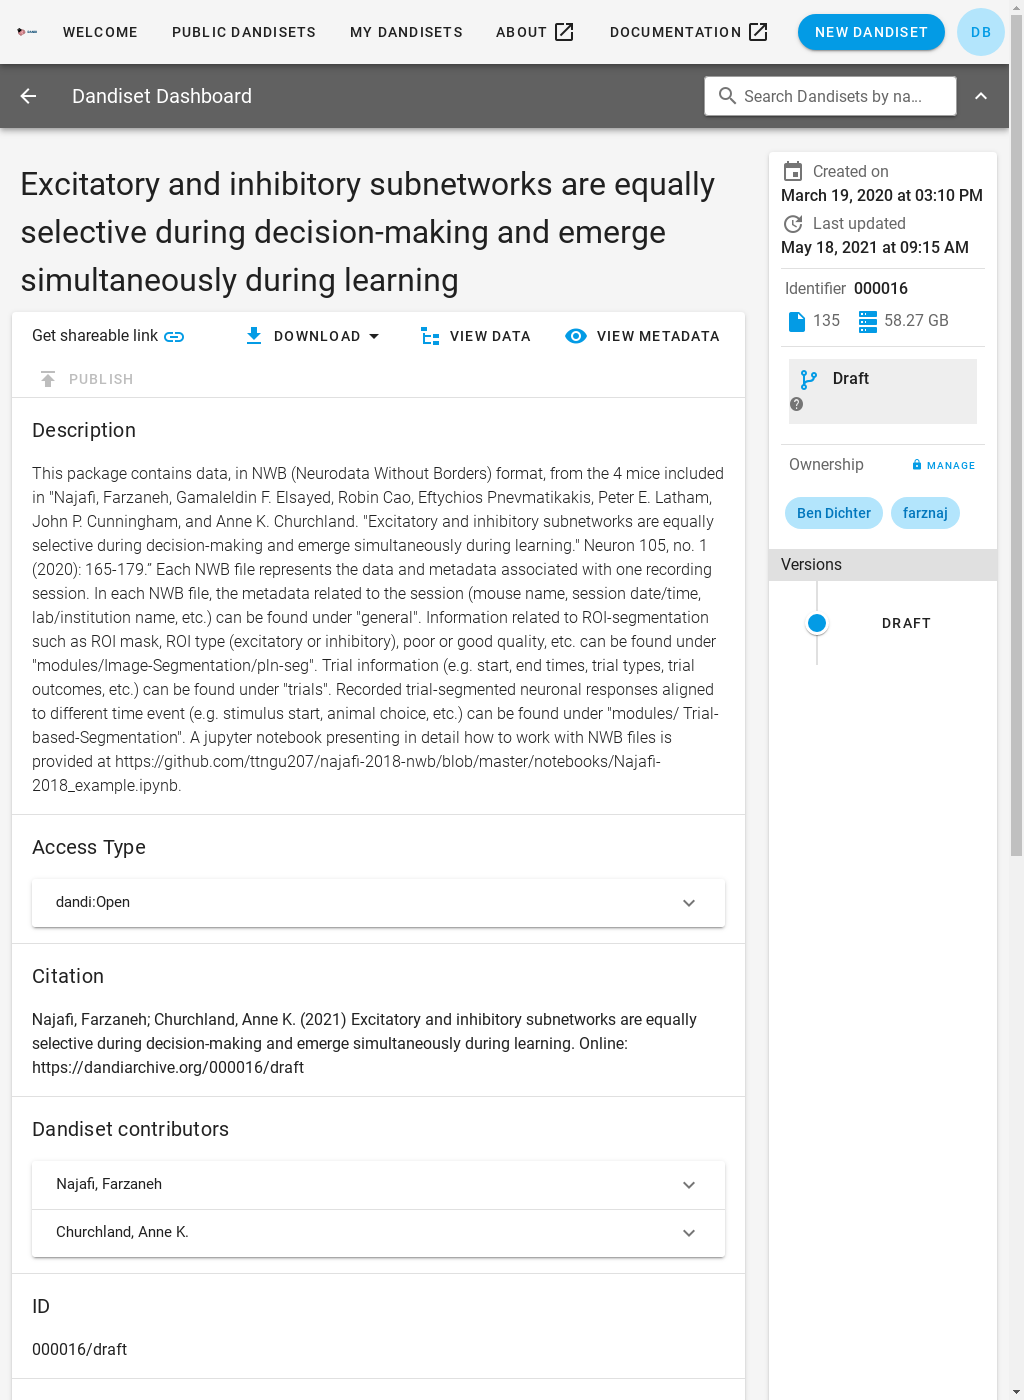 WELCOME PUBLIC DANDISETS MY DANDISETS ABOUT DOCUMENTATION NEW DANDISET DB
Dandiset Dashboard Search Dandisets by na...
Excitatory and inhibitory subnetworks are equally
selective during decision-making and emerge
simultaneously during learning
Get shareable link DOWNLOAD VIEW DATA VIEW METADATA
PUBLISH
Description
This package contains data, in NWB (Neurodata Without Borders) format, from the 4 mice included
in "Najafi, Farzaneh, Gamaleldin F. Elsayed, Robin Cao, Eftychios Pnevmatikakis, Peter E. Latham,
John P. Cunningham, and Anne K. Churchland. "Excitatory and inhibitory subnetworks are equally
selective during decision-making and emerge simultaneously during learning." Neuron 105, no. 1
(2020): 165-179." Each NWB file represents the data and metadata associated with one recording
session. In each NWB file, the metadata related to the session (mouse name, session date/time,
lab/institution name, etc.) can be found under "general". Information related to ROI-segmentation
such as ROI mask, ROI type (excitatory or inhibitory), poor or good quality, etc. can be found under
"modules/Image-Segmentation/pln-seg". Trial information (e.g. start, end times, trial types, trial
outcomes, etc.) can be found under "trials". Recorded trial-segmented neuronal responses aligned
to different time event (e.g. stimulus start, animal choice, etc.) can be found under "modules/ Trial-
based-Segmentation". A jupyter notebook presenting in detail how to work with NWB files is
provided at https://github.com/ttngu207/najafi-2018-nwb/blob/master/notebooks/Najafi-
2018_example.ipynb.
Access Type
dandi:Open
Citation
Najafi, Farzaneh; Churchland, Anne K. (2021) Excitatory and inhibitory subnetworks are equally
selective during decision-making and emerge simultaneously during learning. Online:
https://dandiarchive.org/000016/draft
Dandiset contributors
Najafi, Farzaneh
Churchland, Anne K.
ID
000016/draft
Created on
March 19, 2020 at 03:10 PM
Last updated
May 18, 2021 at 09:15 AM
Identifier 000016
135 58.27 GB
Draft
Ownership MANAGE
Ben Dichter farznaj
Versions
DRAFT